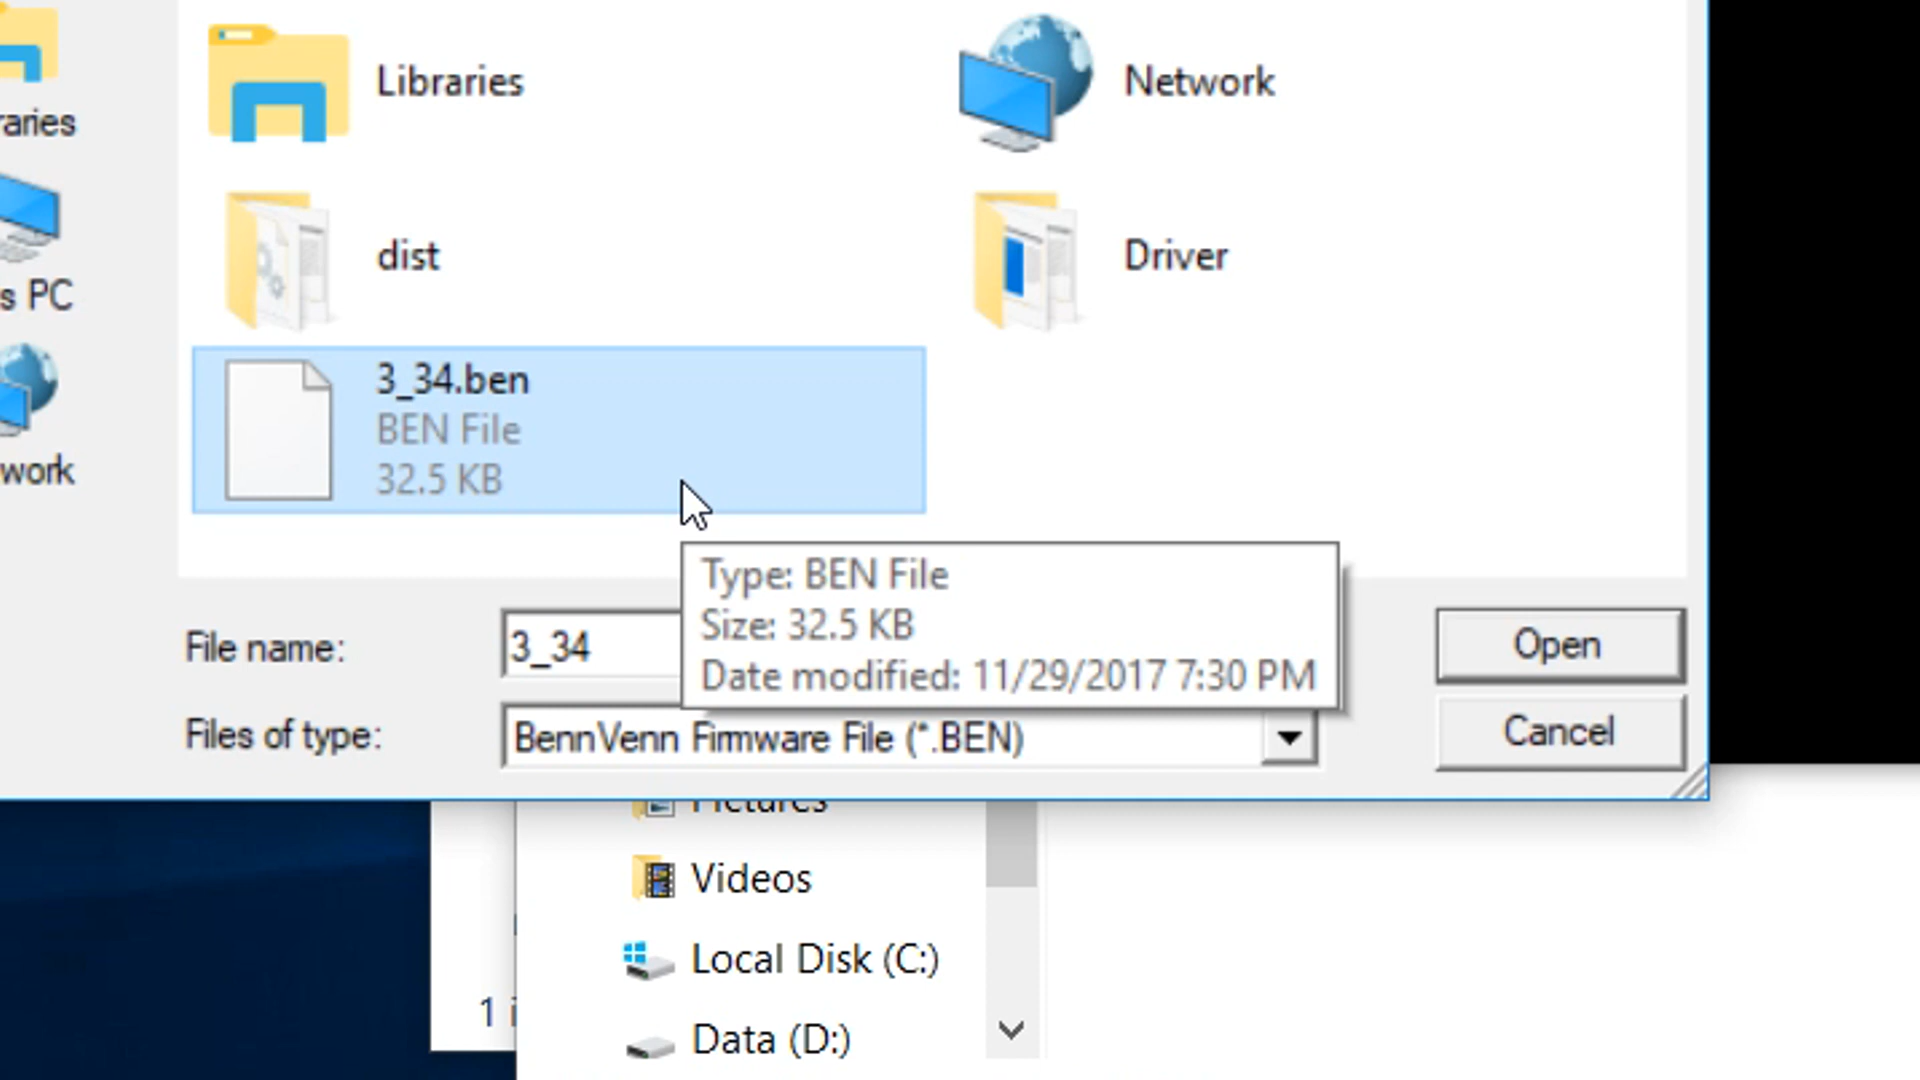 Libraries
Network
raries
dist
Driver
s PC
3_34.ben
BEN File
32.5 KB
work
Type: BEN File
Size: 32.5 KB
Date modified: 11/29/2017 7:30 PM
File name:
3_34
Open
Files of type:
BennVenn Firmware File (*.BEN)
Cancel
Pictures
Videos
Local Disk (C:)
1 i
Data (D:)